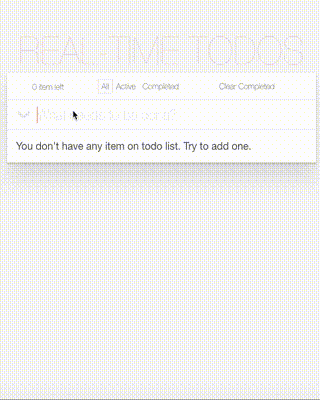 REAL-TIME TODOS
0 item left All Active Completed Clear Completed
What needs to be done?
You don't have any item on todo list. Try to add one.